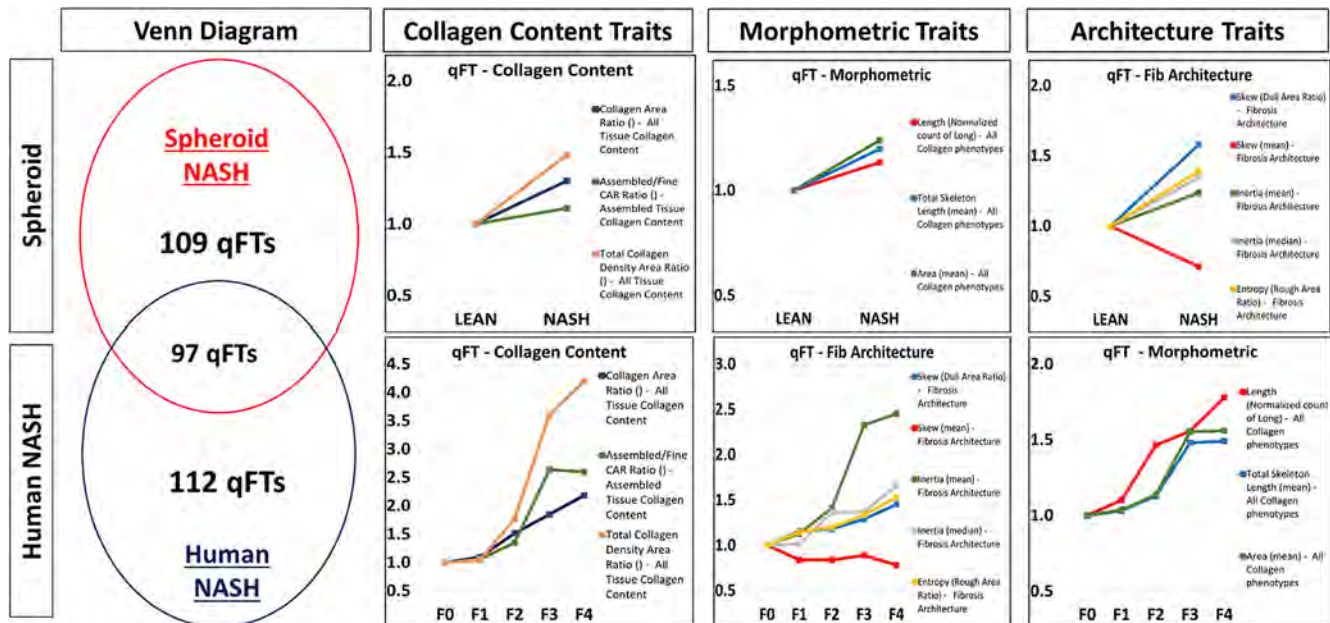 Venn Diagram
Collagen Content Traits
Morphometric Traits
Architecture Traits
Spheroid
Spheroid
NASH
109 qFTs
97 qFTs
qFT - Collagen Content
2.0
1.5
1.0
0.5
LEAN
NASH
Collagen Area
Ratio () - All
Tissue Collagen
Content
Assembled/Fine
CAR Ratio () -
Assembled Tissue
Collagen Content
Total Collagen
Density Area Ratio
() - All Tissue
Collagen Content
qFT - Morphometric
1.5
1.0
0.5
LEAN
NASH
Length (Normalized
count of Long) - All
Collagen phenotypes
Total Skeleton
Length (mean) - All
Collagen phenotypes
Area (mean) - All
Collagen phenotypes
qFT - Fib Architecture
2.0
1.5
1.0
0.5
LEAN
NASH
Skew (Dull Area Ratio)
- Fibrosis
Architecture
Skew (mean) -
Fibrosis Architecture
Inertia (mean) -
Fibrosis Architecture
Inertia (median) -
Fibrosis Architecture
Entropy (Rough Area
Ratio) - Fibrosis
Architecture
Human NASH
112 qFTs
Human
NASH
qFT - Collagen Content
4.5
4.0
3.5
3.0
2.5
2.0
1.5
1.0
0.5
F0 F1 F2 F3 F4
Collagen Area
Ratio () - All
Tissue Collagen
Content
Assembled/Fine
CAR Ratio () -
Assembled
Tissue Collagen
Content
Total Collagen
Density Area
Ratio () - All
Tissue Collagen
Content
qFT - Fib Architecture
3.0
2.5
2.0
1.5
1.0
0.5
F0 F1 F2 F3 F4
Skew (Dull Area Ratio)
- Fibrosis
Architecture
Skew (mean) -
Fibrosis Architecture
Inertia (mean) -
Fibrosis Architecture
Inertia (median) -
Fibrosis Architecture
Entropy (Rough Area
Ratio) - Fibrosis
Architecture
qFT - Morphometric
2.0
1.5
1.0
0.5
F0 F1 F2 F3 F4
Length
(Normalized count
of Long) - All
Collagen
phenotypes
Total Skeleton
Length (mean) -
All Collagen
phenotypes
Area (mean) - All
Collagen
phenotypes